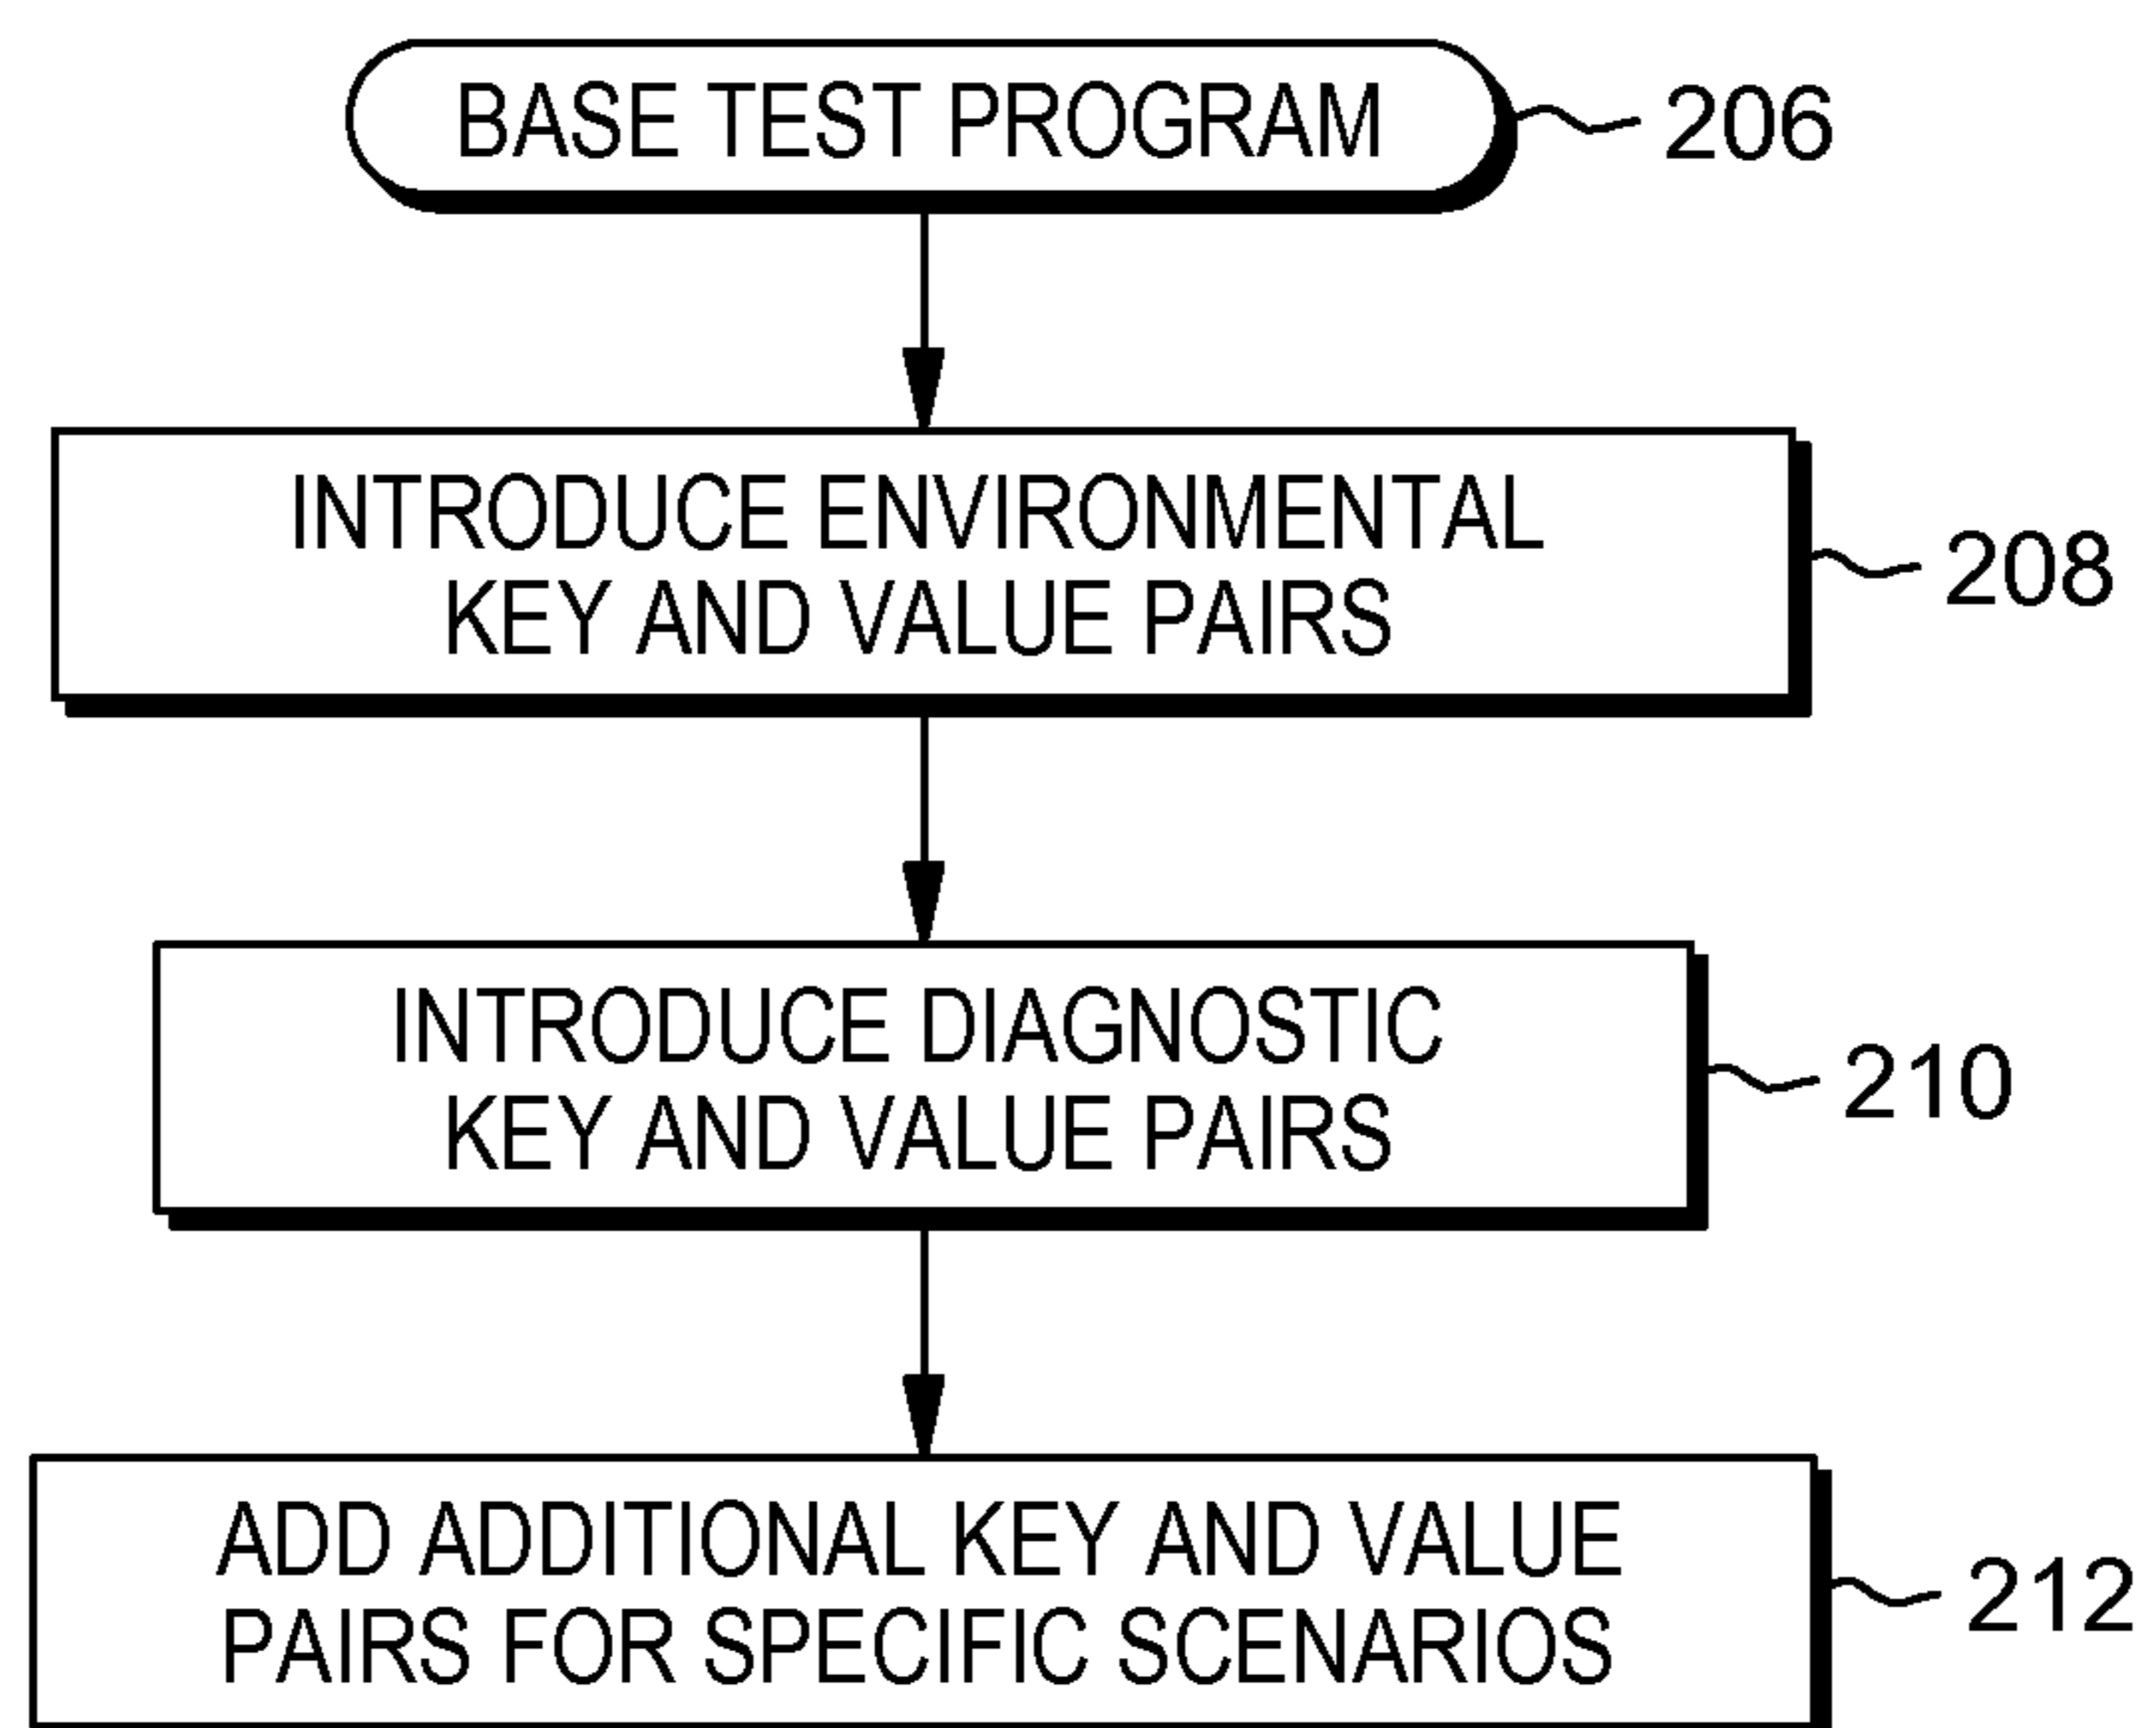 BASE TEST PROGRAM
206
INTRODUCE ENVIRONMENTAL
KEY AND VALUE PAIRS
208
INTRODUCE DIAGNOSTIC
KEY AND VALUE PAIRS
210
ADD ADDITIONAL KEY AND VALUE
PAIRS FOR SPECIFIC SCENARIOS
212